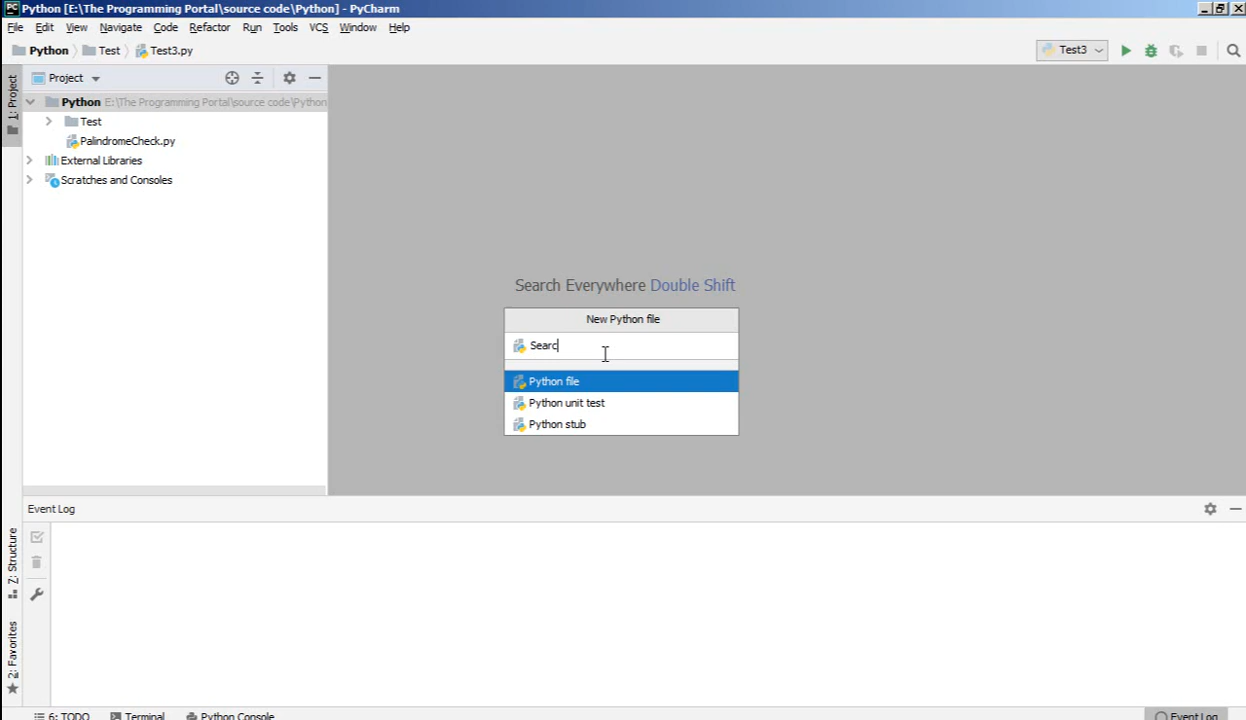 PC Python [E:\The Programming Portal\source code\Python] - PyCharm
File Edit View Navigate Code Refactor Run Tools VCS Window Help
Python Test Test3.py Test3
1: Project
Project
Python E:\The Programming Portal\source code\Python
Test
PalindromeCheck.py
External Libraries
Scratches and Consoles
Search Everywhere Double Shift
New Python file
Searc
Python file
Python unit test
Python stub
Event Log
Z: Structure
2: Favorites
6: TODO Terminal Python Console Event Log